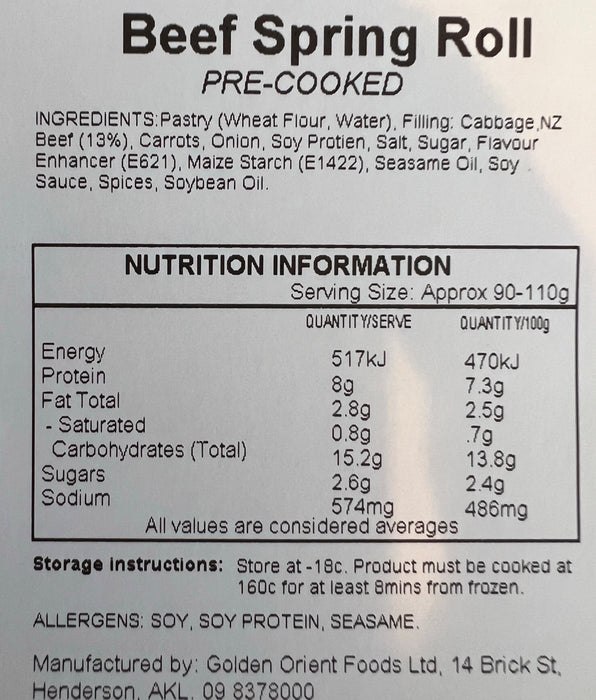 Beef Spring Roll
PRE-COOKED
INGREDIENTS:Pastry (Wheat Flour, Water), Filling: Cabbage,NZ
Beef (13%), Carrots, Onion, Soy Protien, Salt, Sugar, Flavour
Enhancer (E621), Maize Starch (E1422), Seasame Oil, Soy
Sauce, Spices, Soybean Oil.
NUTRITION INFORMATION
Serving Size: Approx 90-110g
QUANTITY/SERVE QUANTITY/100g
Energy 517kJ 470kJ
Protein 8g 7.3g
Fat Total 2.8g 2.5g
- Saturated 0.8g .7g
Carbohydrates (Total) 15.2g 13.8g
Sugars 2.6g 2.4g
Sodium 574mg 486mg
All values are considered averages
Storage instructions: Store at -18c. Product must be cooked at
160c for at least 8mins from frozen.
ALLERGENS: SOY, SOY PROTEIN, SEASAME.
Manufactured by: Golden Orient Foods Ltd, 14 Brick St,
Henderson, AKL. 09 8378000